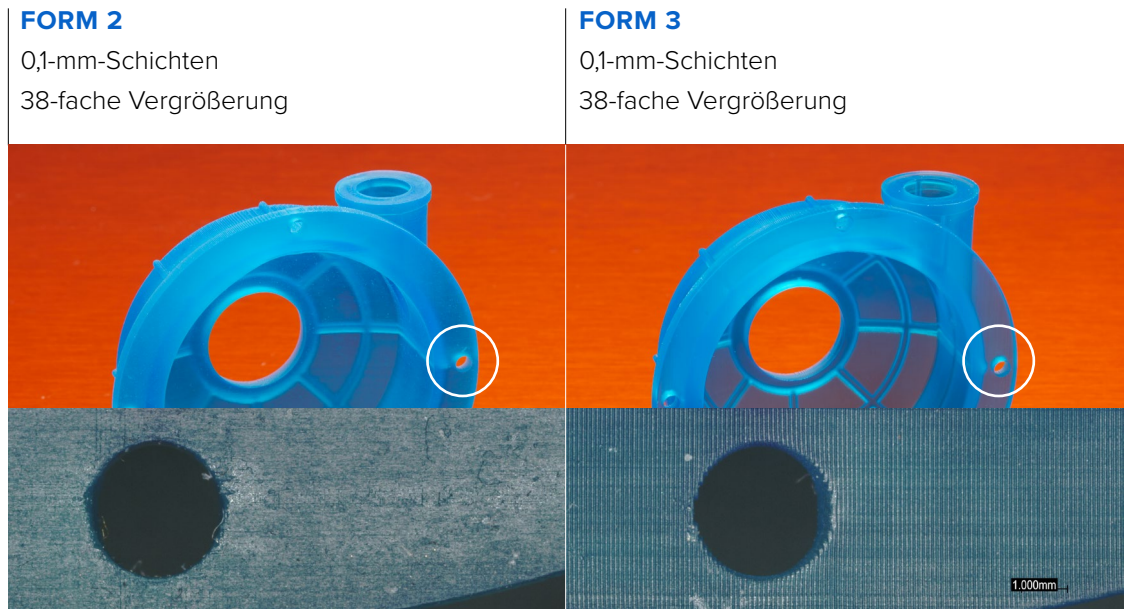 FORM 2
0,1-mm-Schichten
38-fache Vergrößerung
FORM 3
0,1-mm-Schichten
38-fache Vergrößerung
1.000mm